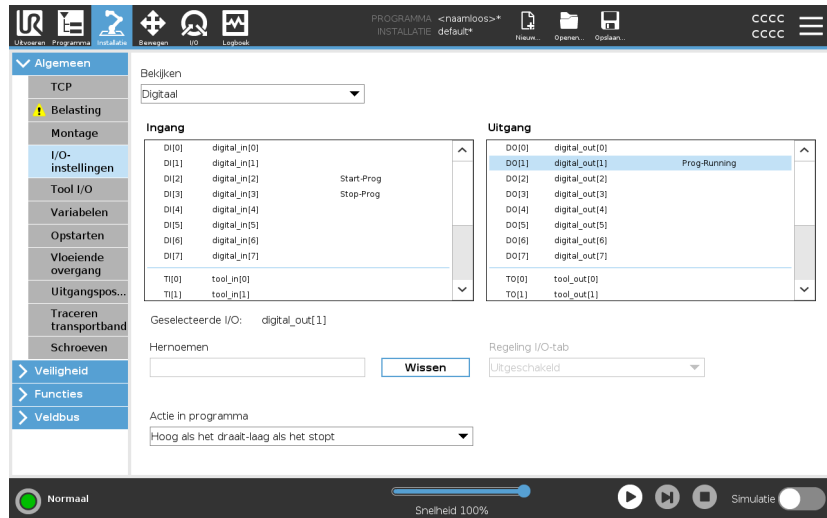 PROGRAMMA <naamloos>*
INSTALLATIE default*
CCCC
CCCC
Uitvoeren Programma Installatie Bewegen I/O Logboek Nieuw... Openen... Opslaan...
Algemeen
TCP
Belasting
Montage
I/O-
instellingen
Tool I/O
Variabelen
Opstarten
Vloeiende
overgang
Uitgangspos...
Traceren
transportband
Schroeven
Veiligheid
Functies
Veldbus
Bekijken
Digitaal
Ingang
DI[0] digital_in[0]
DI[1] digital_in[1]
DI[2] digital_in[2] Start-Prog
DI[3] digital_in[3] Stop-Prog
DI[4] digital_in[4]
DI[5] digital_in[5]
DI[6] digital_in[6]
DI[7] digital_in[7]
TI[0] tool_in[0]
TI[1] tool_in[1]
Uitgang
DO[0] digital_out[0]
DO[1] digital_out[1] Prog-Running
DO[2] digital_out[2]
DO[3] digital_out[3]
DO[4] digital_out[4]
DO[5] digital_out[5]
DO[6] digital_out[6]
DO[7] digital_out[7]
TO[0] tool_out[0]
TO[1] tool_out[1]
Geselecteerde I/O: digital_out[1]
Hernoemen
Wissen
Regeling I/O-tab
Uitgeschakeld
Actie in programma
Hoog als het draait-laag als het stopt
Normaal
Snelheid 100%
Simulatie